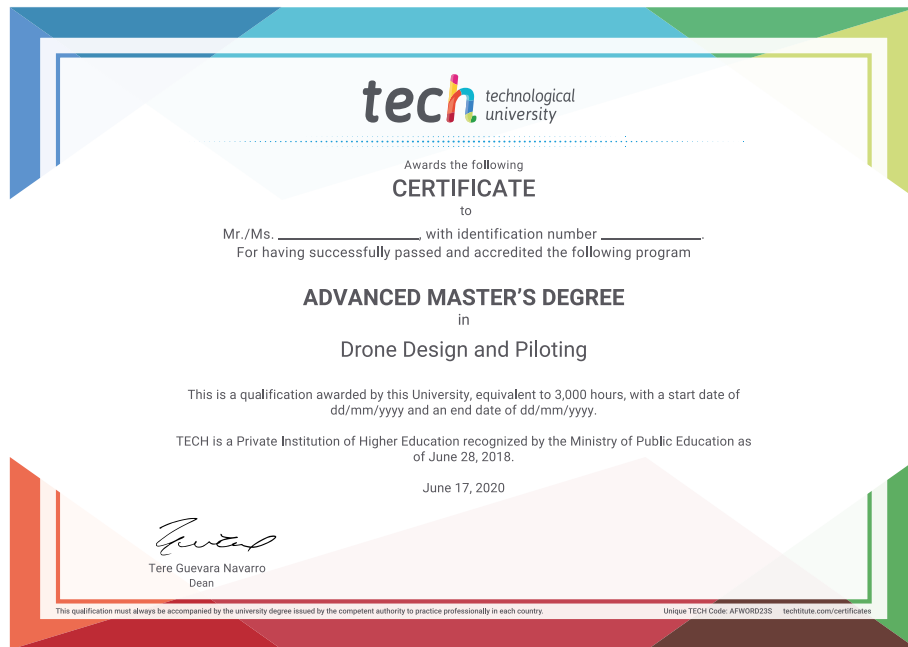 tech technological
university
Awards the following
CERTIFICATE
to
Mr./Ms. ____________________, with identification number ______________.
For having successfully passed and accredited the following program
ADVANCED MASTER'S DEGREE
in
Drone Design and Piloting
This is a qualification awarded by this University, equivalent to 3,000 hours, with a start date of
dd/mm/yyyy and an end date of dd/mm/yyyy.
TECH is a Private Institution of Higher Education recognized by the Ministry of Public Education as
of June 28, 2018.
June 17, 2020
Tere Guevara Navarro
Dean
This qualification must always be accompanied by the university degree issued by the competent authority to practice professionally in each country.
Unique TECH Code: AFWORD23S techtitute.com/certificates